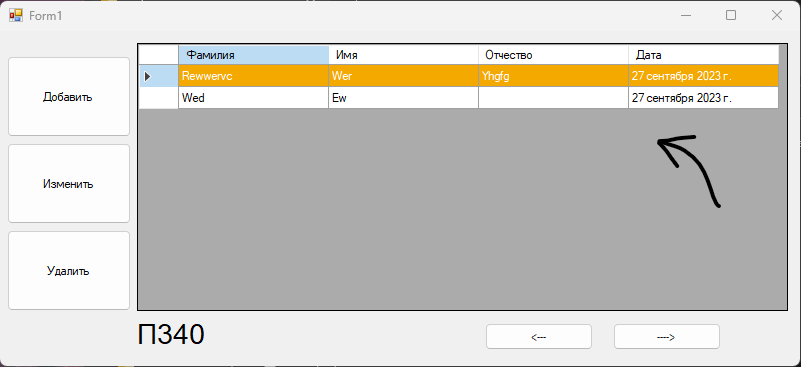 Form1
Фамилия Имя Отчество Дата
Rewwervc Wer Yhgfg 27 сентября 2023 г.
Wed Ew 27 сентября 2023 г.
Добавить
Изменить
Удалить
П340 <--- ---->